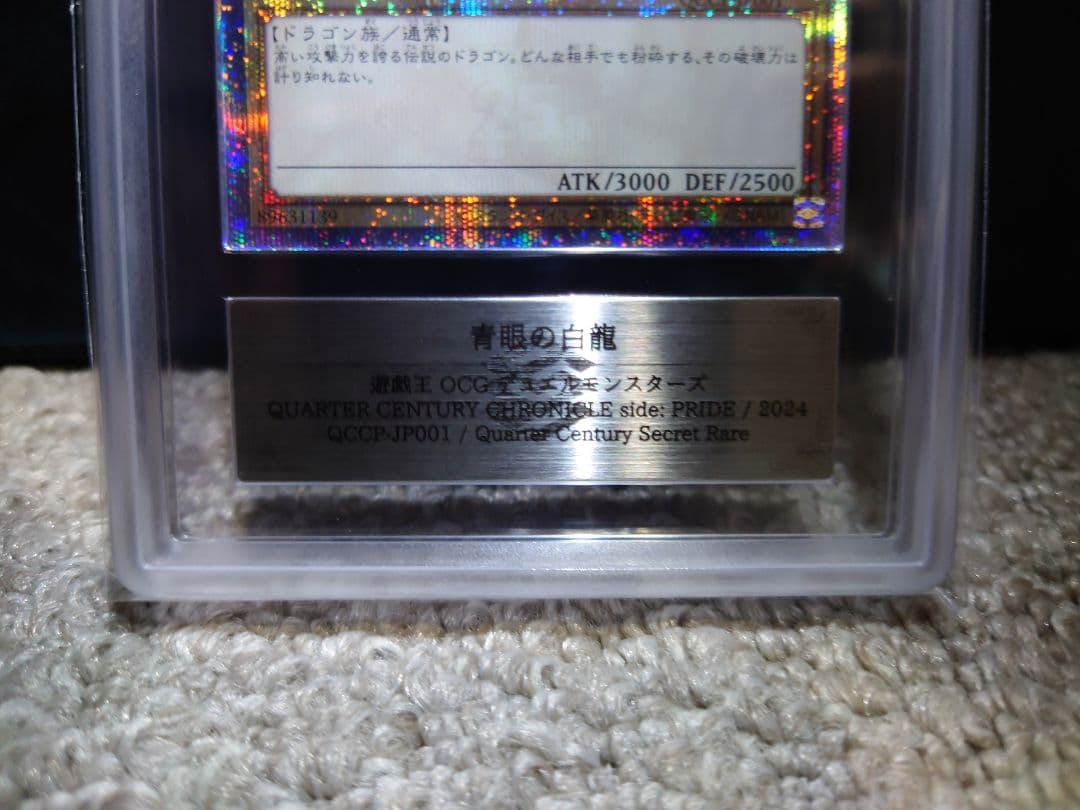 【ドラゴン族／通常】
高い攻撃力を誇る伝説のドラゴン。どんな相手でも粉砕する、その破壊力は
計り知れない。
ATK/3000 DEF/2500
89631139
青眼の白龍
遊戯王 OCG デュエルモンスターズ
QUARTER CENTURY CHRONICLE side: PRIDE / 2024
QCCP-JP001 / Quarter Century Secret Rare